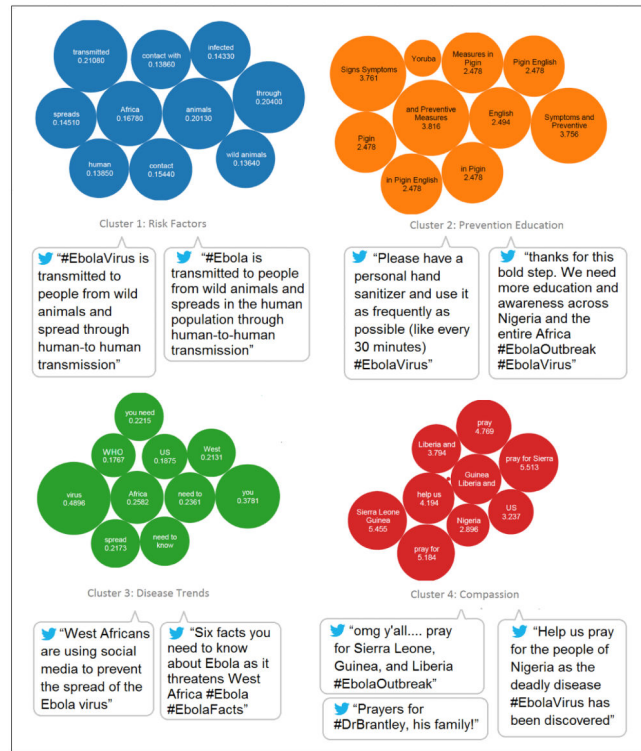 transmitted
0.21080
contact with
0.13860
infected
0.14330
through
0.20400
spreads
0.14510
Africa
0.16780
animals
0.20130
human
0.13850
contact
0.15440
wild animals
0.13640
Cluster 1: Risk Factors
Signs Symptoms
3.761
Yoruba
Measures in
Pigin
2.478
Pigin English
2.478
and Preventive
Measures
3.816
English
2.494
Symptoms and
Preventive
3.756
Pigin
2.478
in Pigin English
2.478
in Pigin
2.478
Cluster 2: Prevention Education
"#EbolaVirus is
transmitted to
people from wild
animals and
spread through
human-to human
transmission"
"#Ebola is
transmitted to people
from wild animals and
spreads in the human
population through
human-to-human
transmission"
"Please have a
personal hand
sanitizer and use it
as frequently as
possible (like every
30 minutes)
#EbolaVirus"
"thanks for this
bold step. We need
more education and
awareness across
Nigeria and the
entire Africa
#EbolaOutbreak
#EbolaVirus"
you need
0.2215
WHO
0.1767
US
0.1875
West
0.2131
virus
0.4896
Africa
0.2562
need to
0.2361
you
0.3781
spread
0.2173
need to
know
Cluster 3: Disease Trends
pray
4.769
Liberia and
3.794
pray for Sierra
5.513
Guinea
Liberia and
help us
4.194
US
3.237
Sierra Leone
Guinea
5.455
Nigeria
2.896
pray for
5.184
Cluster 4: Compassion
"West Africans
are using social
media to prevent
the spread of the
Ebola virus"
"Six facts you
need to know
about Ebola as it
threatens West
Africa #Ebola
#EbolaFacts"
"omg y'all.... pray
for Sierra Leone,
Guinea, and Liberia
#EbolaOutbreak"
"Prayers for
#DrBrantley, his family!"
"Help us pray
for the people of
Nigeria as the
deadly disease
#EbolaVirus has
been discovered"